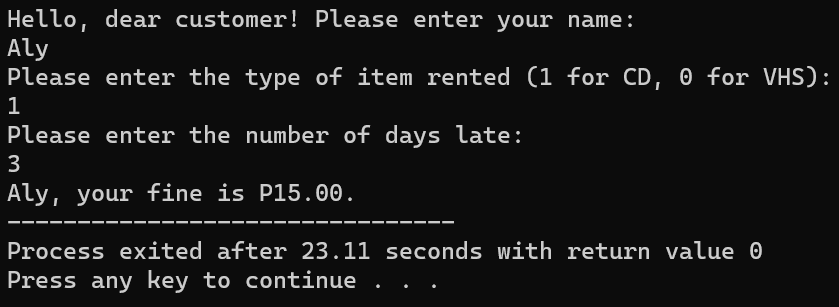 Hello, dear customer! Please enter your name:
Aly
Please enter the type of item rented (1 for CD, 0 for VHS):
1
Please enter the number of days late:
3
Aly, your fine is P15.00.
--------------------------------
Process exited after 23.11 seconds with return value 0
Press any key to continue . . .